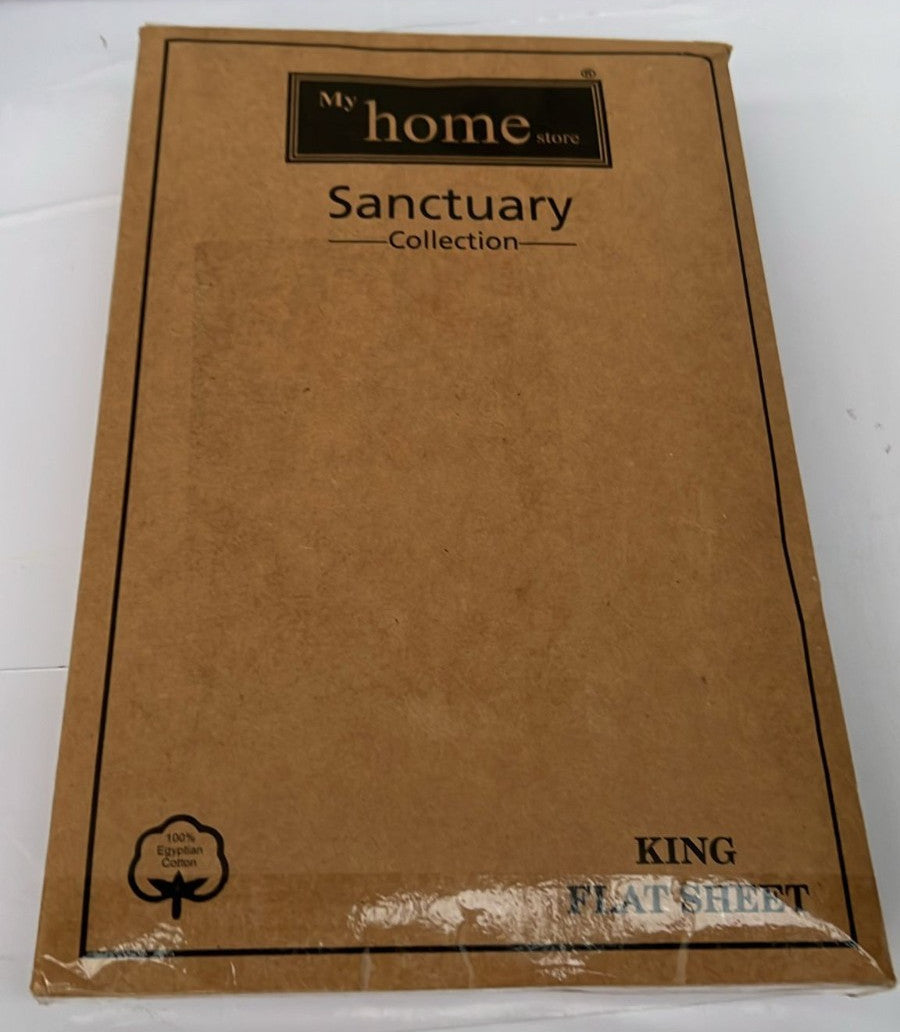 ®
My home store
Sanctuary
Collection
100%
Egyptian
Cotton
KING
FLAT SHEET